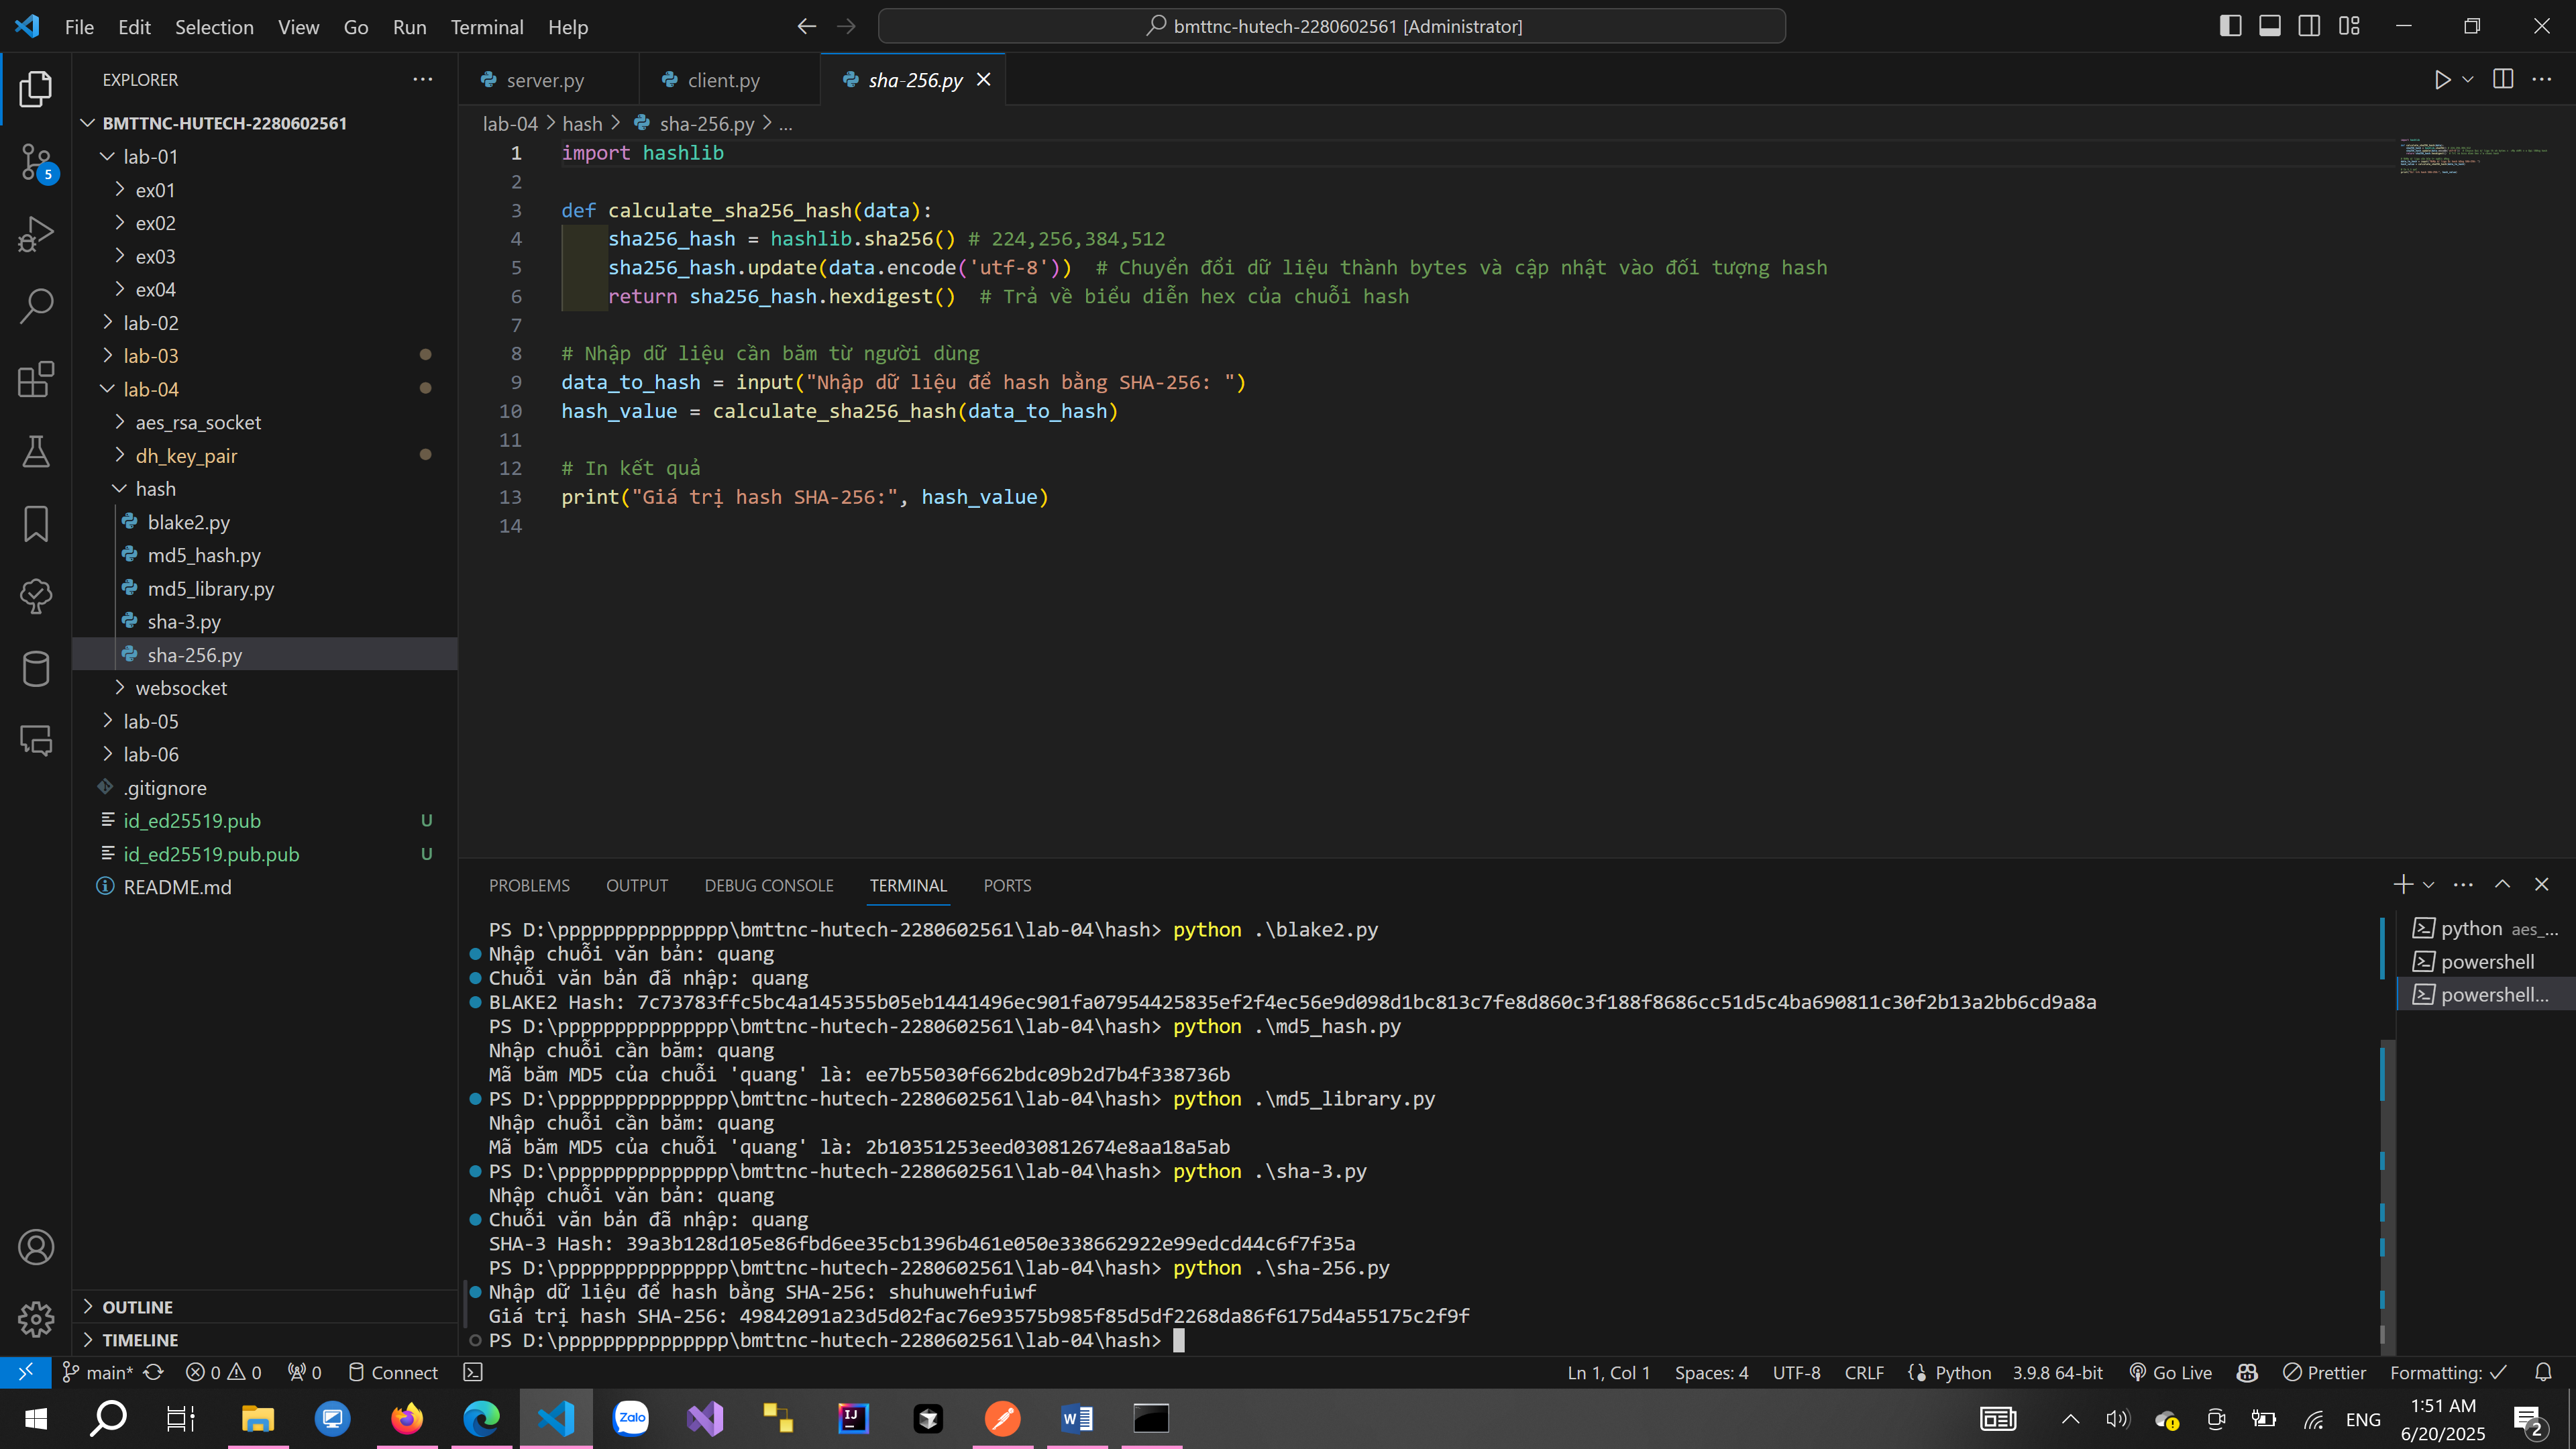 File Edit Selection View Go Run Terminal Help
bmttnc-hutech-2280602561 [Administrator]
EXPLORER
BMTTNC-HUTECH-2280602561
lab-01
ex01
ex02
ex03
ex04
lab-02
lab-03
lab-04
aes_rsa_socket
dh_key_pair
hash
blake2.py
md5_hash.py
md5_library.py
sha-3.py
sha-256.py
websocket
lab-05
lab-06
.gitignore
id_ed25519.pub U
id_ed25519.pub.pub U
README.md
OUTLINE
TIMELINE
5
server.py client.py sha-256.py
lab-04 > hash > sha-256.py > ...
1 import hashlib
2
3 def calculate_sha256_hash(data):
4 sha256_hash = hashlib.sha256() # 224,256,384,512
5 sha256_hash.update(data.encode('utf-8')) # Chuyển đổi dữ liệu thành bytes và cập nhật vào đối tượng hash
6 return sha256_hash.hexdigest() # Trả về biểu diễn hex của chuỗi hash
7
8 # Nhập dữ liệu cần băm từ người dùng
9 data_to_hash = input("Nhập dữ liệu để hash bằng SHA-256: ")
10 hash_value = calculate_sha256_hash(data_to_hash)
11
12 # In kết quả
13 print("Giá trị hash SHA-256:", hash_value)
14
PROBLEMS OUTPUT DEBUG CONSOLE TERMINAL PORTS
PS D:\ppppppppppppppp\bmttnc-hutech-2280602561\lab-04\hash> python .\blake2.py
Nhập chuỗi văn bản: quang
Chuỗi văn bản đã nhập: quang
BLAKE2 Hash: 7c73783ffc5bc4a145355b05eb1441496ec901fa07954425835ef2f4ec56e9d098d1bc813c7fe8d860c3f188f8686cc51d5c4ba690811c30f2b13a2bb6cd9a8a
PS D:\ppppppppppppppp\bmttnc-hutech-2280602561\lab-04\hash> python .\md5_hash.py
Nhập chuỗi cần băm: quang
Mã băm MD5 của chuỗi 'quang' là: ee7b55030f662bdc09b2d7b4f338736b
PS D:\ppppppppppppppp\bmttnc-hutech-2280602561\lab-04\hash> python .\md5_library.py
Nhập chuỗi cần băm: quang
Mã băm MD5 của chuỗi 'quang' là: 2b10351253eed030812674e8aa18a5ab
PS D:\ppppppppppppppp\bmttnc-hutech-2280602561\lab-04\hash> python .\sha-3.py
Nhập chuỗi văn bản: quang
Chuỗi văn bản đã nhập: quang
SHA-3 Hash: 39a3b128d105e86fbd6ee35cb1396b461e050e338662922e99edcd44c6f7f35a
PS D:\ppppppppppppppp\bmttnc-hutech-2280602561\lab-04\hash> python .\sha-256.py
Nhập dữ liệu để hash bằng SHA-256: shuhuwehfuiwf
Giá trị hash SHA-256: 49842091a23d5d02fac76e93575b985f85d5df2268da86f6175d4a55175c2f9f
PS D:\ppppppppppppppp\bmttnc-hutech-2280602561\lab-04\hash>
python aes_...
powershell
powershell...
main* 0 0 0 Connect
Ln 1, Col 1 Spaces: 4 UTF-8 CRLF Python 3.9.8 64-bit Go Live Prettier Formatting:
Zalo
IJ
W
ENG
1:51 AM
6/20/2025
2